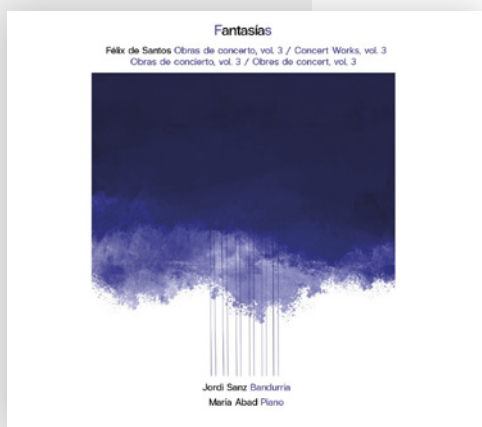 Fantasías
Félix de Santos Obras de concerto, vol. 3 / Concert Works, vol. 3
Obras de concierto, vol. 3 / Obres de concert, vol. 3
Jordi Sanz Bandurria
María Abad Piano